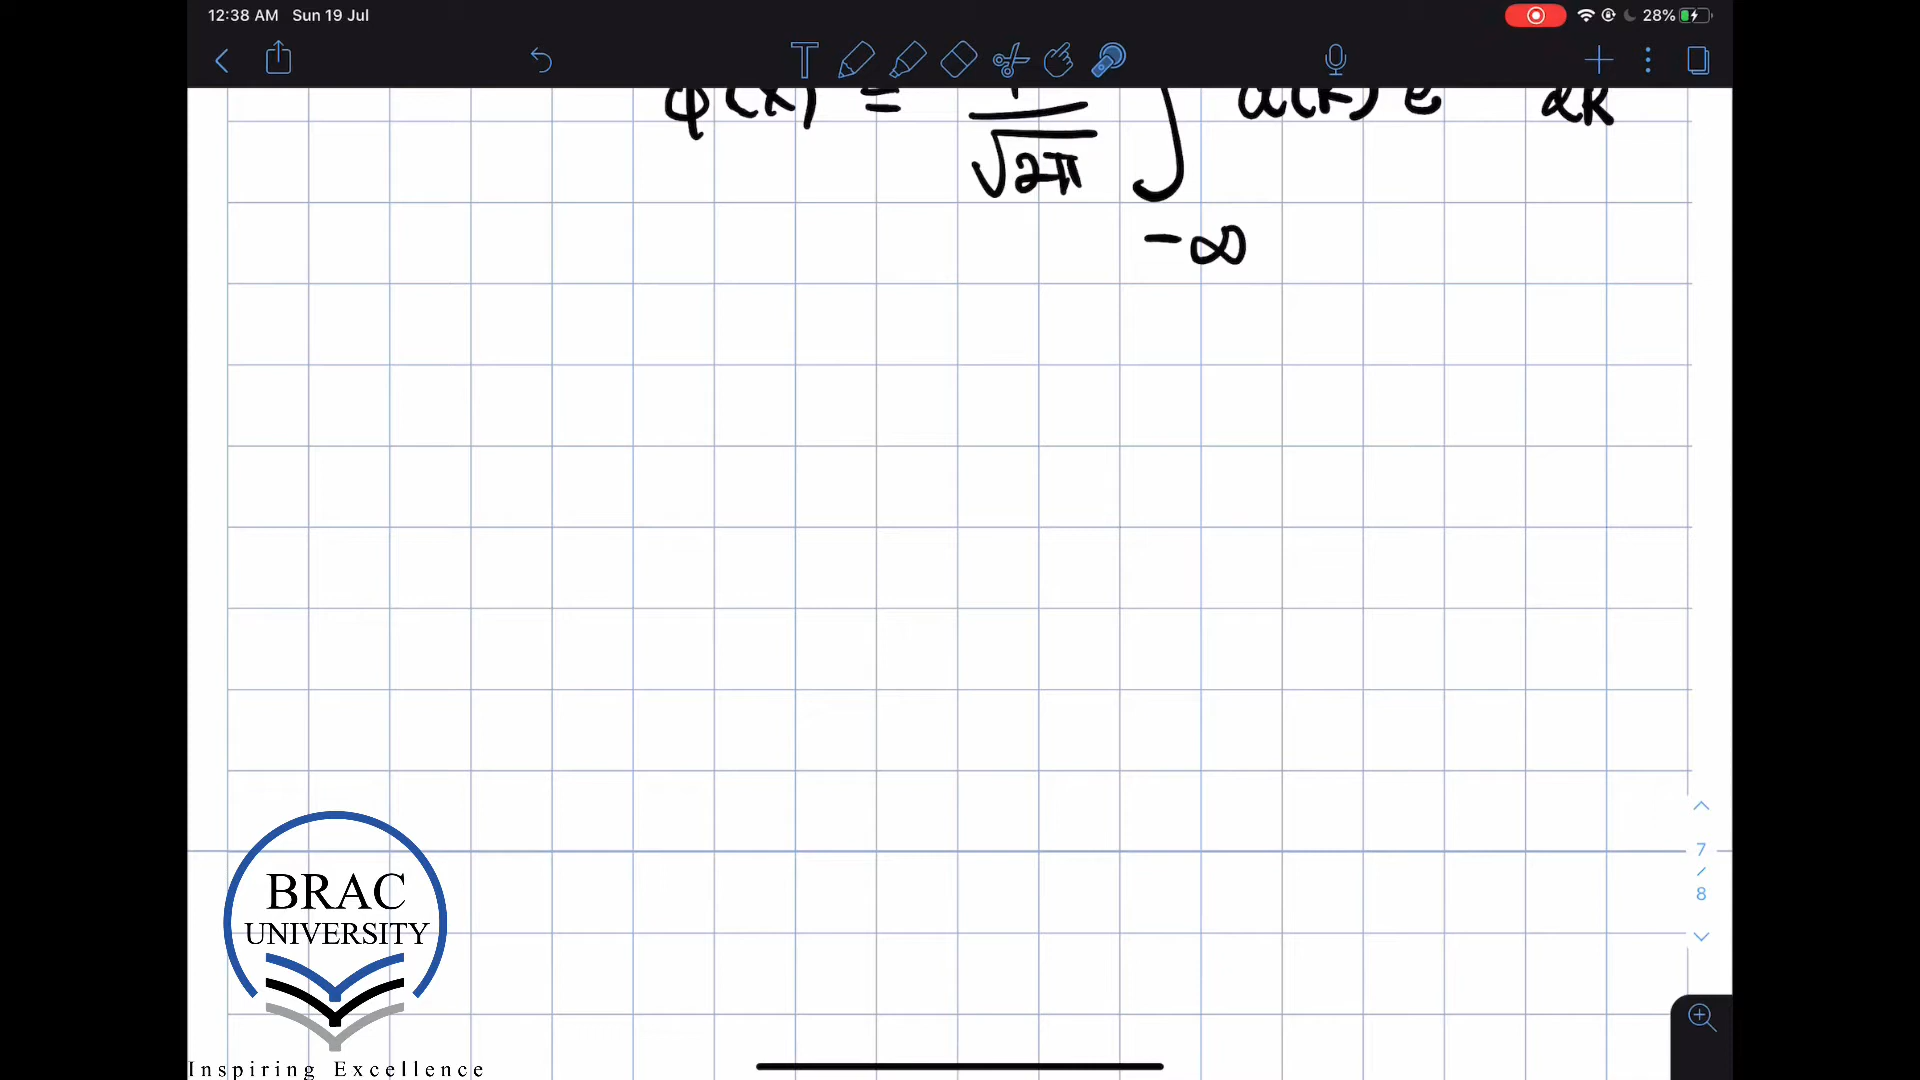 12:38 AM Sun 19 Jul 28%
T
φ(x) = 1/√2π ∫ a(k) e dk
-∞
7
/
8
BRAC
UNIVERSITY
Inspiring Excellence